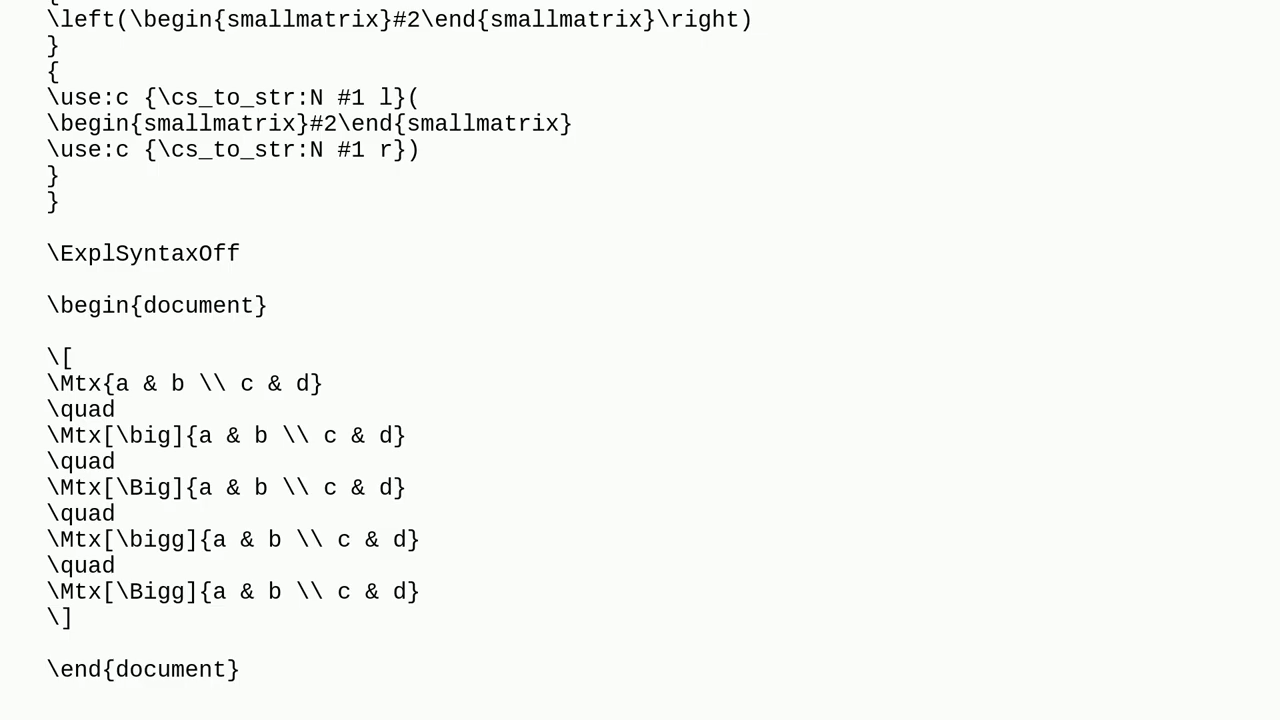 {
\left(\begin{smallmatrix}#2\end{smallmatrix}\right)
}
{
\use:c {\cs_to_str:N #1 l}(
\begin{smallmatrix}#2\end{smallmatrix}
\use:c {\cs_to_str:N #1 r})
}
}
\ExplSyntaxOff
\begin{document}
\[
\Mtx{a & b \\ c & d}
\quad
\Mtx[\big]{a & b \\ c & d}
\quad
\Mtx[\Big]{a & b \\ c & d}
\quad
\Mtx[\bigg]{a & b \\ c & d}
\quad
\Mtx[\Bigg]{a & b \\ c & d}
\]
\end{document}